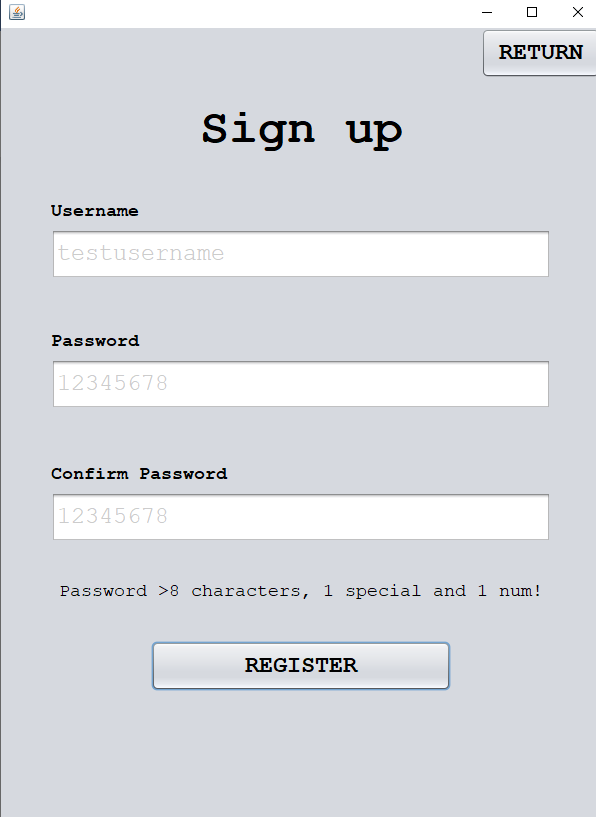 RETURN
Sign up
Username
testusername
Password
12345678
Confirm Password
12345678
Password >8 characters, 1 special and 1 num!
REGISTER